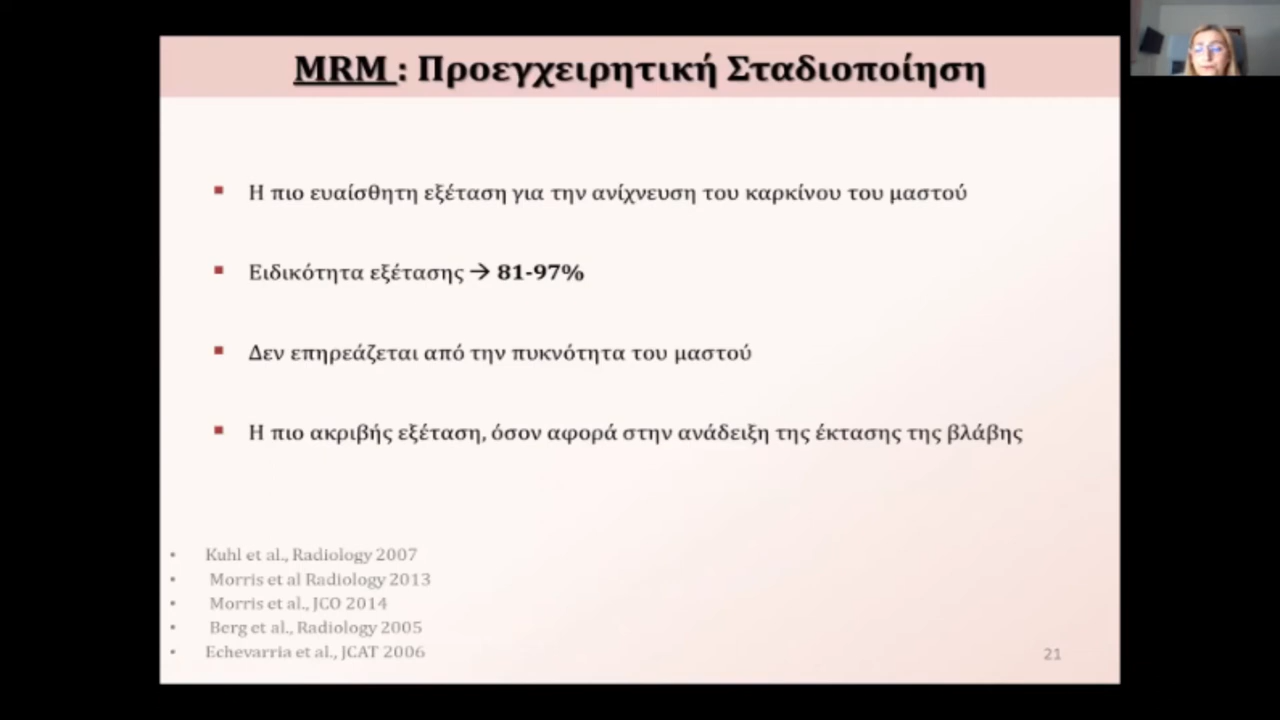 MRM : Προεγχειρητική Σταδιοποίηση
▪ Η πιο ευαίσθητη εξέταση για την ανίχνευση του καρκίνου του μαστού
▪ Ειδικότητα εξέτασης → 81-97%
▪ Δεν επηρεάζεται από την πυκνότητα του μαστού
▪ Η πιο ακριβής εξέταση, όσον αφορά στην ανάδειξη της έκτασης της βλάβης
• Kuhl et al., Radiology 2007
• Morris et al Radiology 2013
• Morris et al., JCO 2014
• Berg et al., Radiology 2005
• Echevarria et al., JCAT 2006
21